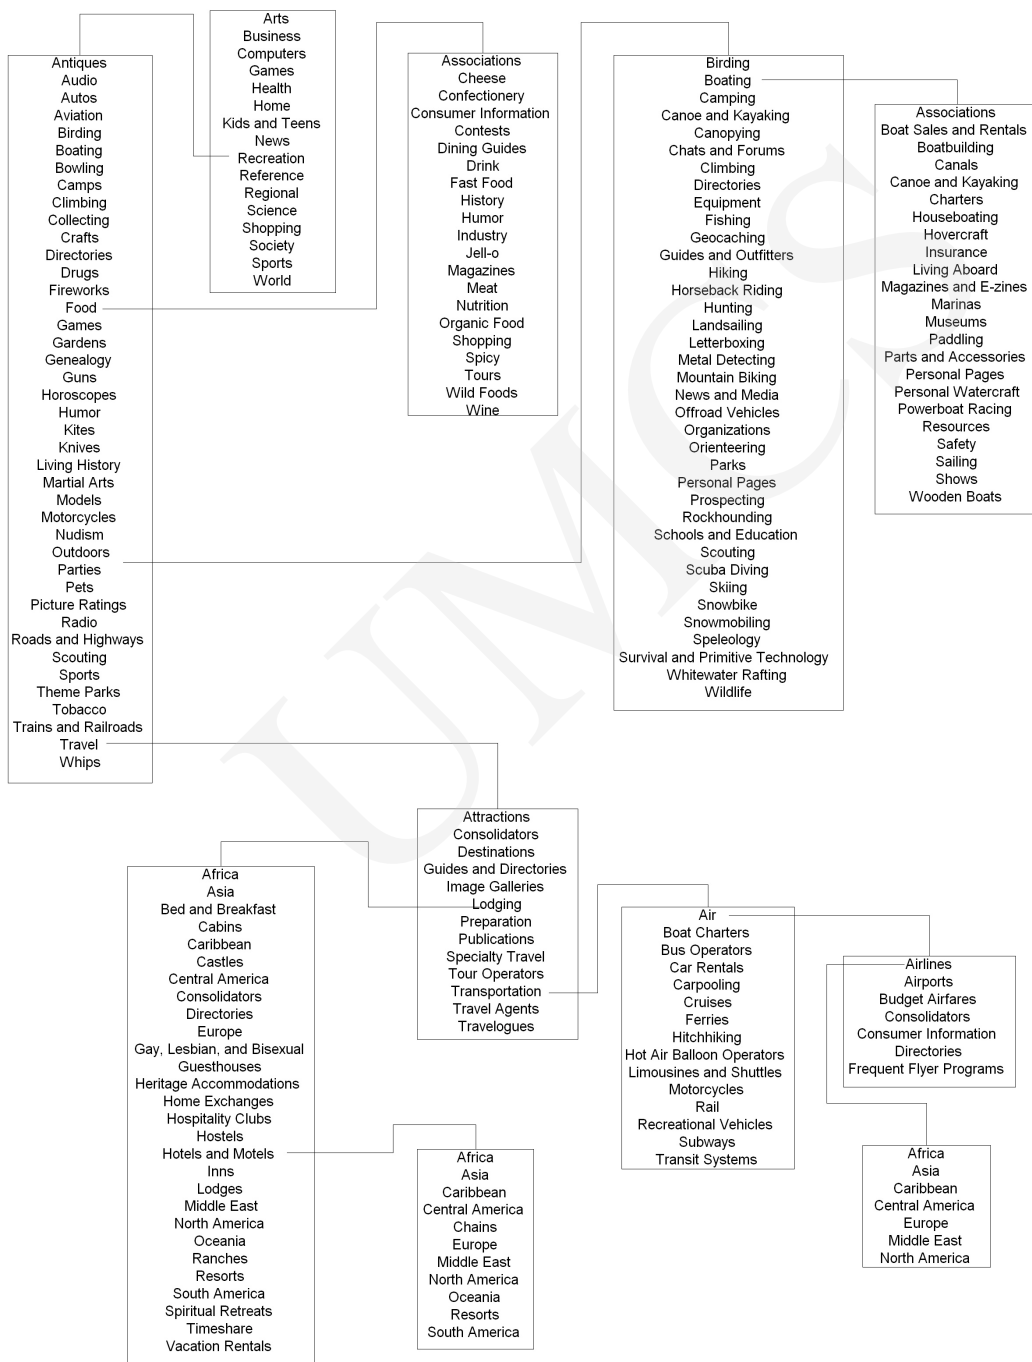 Arts
Business
Computers
Games
Health
Home
Kids and Teens
News
Recreation
Reference
Regional
Science
Shopping
Society
Sports
World
Antiques
Audio
Autos
Aviation
Birding
Boating
Bowling
Camps
Climbing
Collecting
Crafts
Directories
Drugs
Fireworks
Food
Games
Gardens
Genealogy
Guns
Horoscopes
Humor
Kites
Knives
Living History
Martial Arts
Models
Motorcycles
Nudism
Outdoors
Parties
Pets
Picture Ratings
Radio
Roads and Highways
Scouting
Sports
Theme Parks
Tobacco
Trains and Railroads
Travel
Whips
Associations
Cheese
Confectionery
Consumer Information
Contests
Dining Guides
Drink
Fast Food
History
Humor
Industry
Jell-o
Magazines
Meat
Nutrition
Organic Food
Shopping
Spicy
Tours
Wild Foods
Wine
Birding
Boating
Camping
Canoe and Kayaking
Canopying
Chats and Forums
Climbing
Directories
Equipment
Fishing
Geocaching
Guides and Outfitters
Hiking
Horseback Riding
Hunting
Landsailing
Letterboxing
Metal Detecting
Mountain Biking
News and Media
Offroad Vehicles
Organizations
Orienteering
Parks
Personal Pages
Prospecting
Rockhounding
Schools and Education
Scouting
Scuba Diving
Skiing
Snowbike
Snowmobiling
Speleology
Survival and Primitive Technology
Whitewater Rafting
Wildlife
Associations
Boat Sales and Rentals
Boatbuilding
Canals
Canoe and Kayaking
Charters
Houseboating
Hovercraft
Insurance
Living Aboard
Magazines and E-zines
Marinas
Museums
Paddling
Parts and Accessories
Personal Pages
Personal Watercraft
Powerboat Racing
Resources
Safety
Sailing
Shows
Wooden Boats
Attractions
Consolidators
Destinations
Guides and Directories
Image Galleries
Lodging
Preparation
Publications
Specialty Travel
Tour Operators
Transportation
Travel Agents
Travelogues
Africa
Asia
Bed and Breakfast
Cabins
Caribbean
Castles
Central America
Consolidators
Directories
Europe
Gay, Lesbian, and Bisexual
Guesthouses
Heritage Accommodations
Home Exchanges
Hospitality Clubs
Hostels
Hotels and Motels
Inns
Lodges
Middle East
North America
Oceania
Ranches
Resorts
South America
Spiritual Retreats
Timeshare
Vacation Rentals
Africa
Asia
Caribbean
Central America
Chains
Europe
Middle East
North America
Oceania
Resorts
South America
Air
Boat Charters
Bus Operators
Car Rentals
Carpooling
Cruises
Ferries
Hitchhiking
Hot Air Balloon Operators
Limousines and Shuttles
Motorcycles
Rail
Recreational Vehicles
Subways
Transit Systems
Airlines
Airports
Budget Airfares
Consolidators
Consumer Information
Directories
Frequent Flyer Programs
Africa
Asia
Caribbean
Central America
Europe
Middle East
North America
UMCS